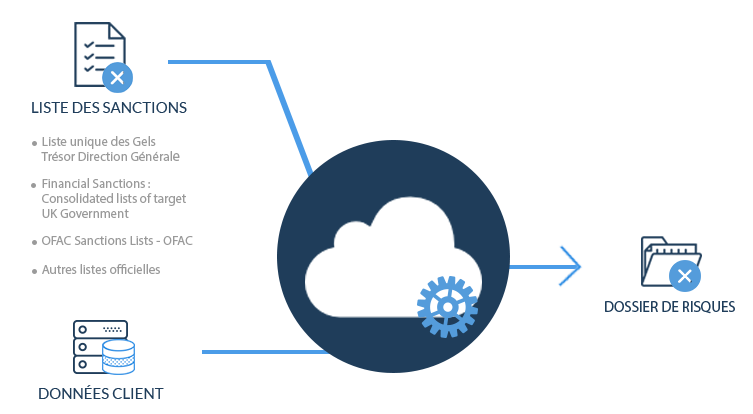 LISTE DES SANCTIONS
• Liste unique des Gels
Trésor Direction Générale
• Financial Sanctions :
Consolidated lists of target
UK Government
• OFAC Sanctions Lists - OFAC
• Autres listes officielles
DOSSIER DE RISQUES
DONNÉES CLIENT